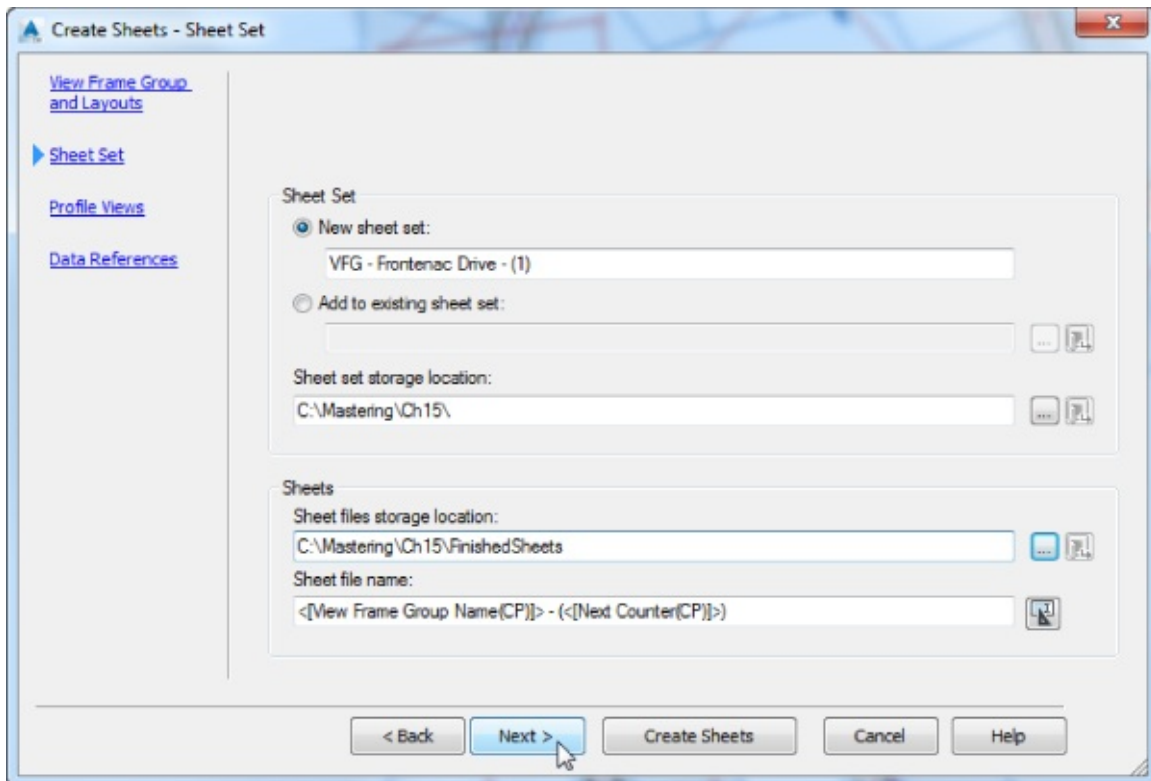 Create Sheets - Sheet Set
View Frame Group
and Layouts
Sheet Set
Profile Views
Data References
Sheet Set
New sheet set:
VFG - Frontenac Drive - (1)
Add to existing sheet set:
...
Sheet set storage location:
C:\Mastering\Ch15\
...
Sheets
Sheet files storage location:
C:\Mastering\Ch15\FinishedSheets
...
Sheet file name:
<[View Frame Group Name(CP)]> - (<[Next Counter(CP)]>)
< Back
Next >
Create Sheets
Cancel
Help